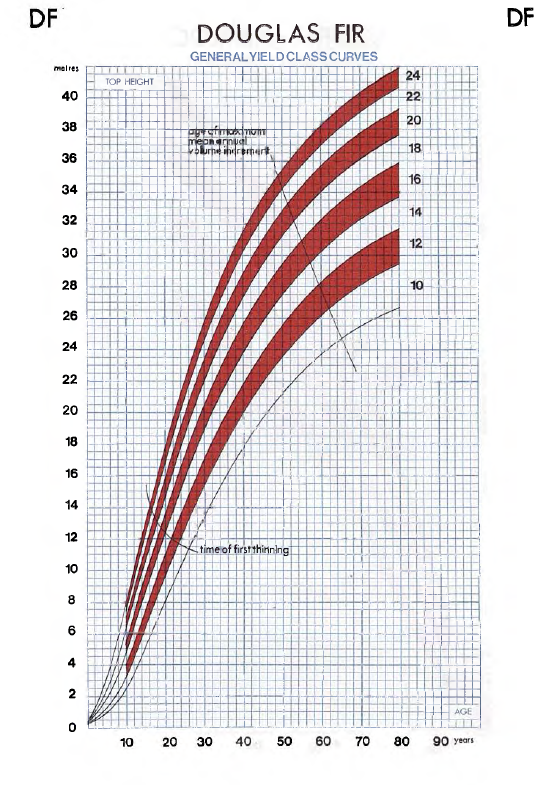 DF
DOUGLAS FIR
DF
GENERAL YIELD CLASS CURVES
metres
TOP HEIGHT
24
22
20
18
16
14
12
10
40
38
36
34
32
30
28
26
24
22
20
18
16
14
12
10
8
6
4
2
0
age of maximum
mean annual
volume increment
time of first thinning
AGE
10 20 30 40 50 60 70 80 90 years